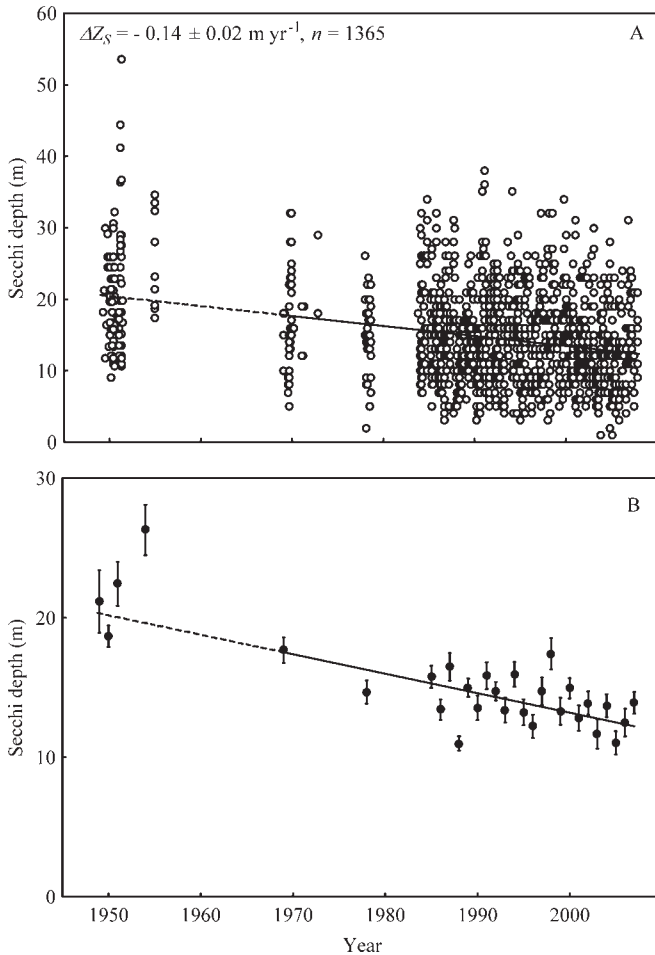 60
ΔZS = - 0.14 ± 0.02 m yr-1, n = 1365
A
50
40
30
20
10
0
Secchi depth (m)
30
B
20
10
0
Secchi depth (m)
1950 1960 1970 1980 1990 2000
Year